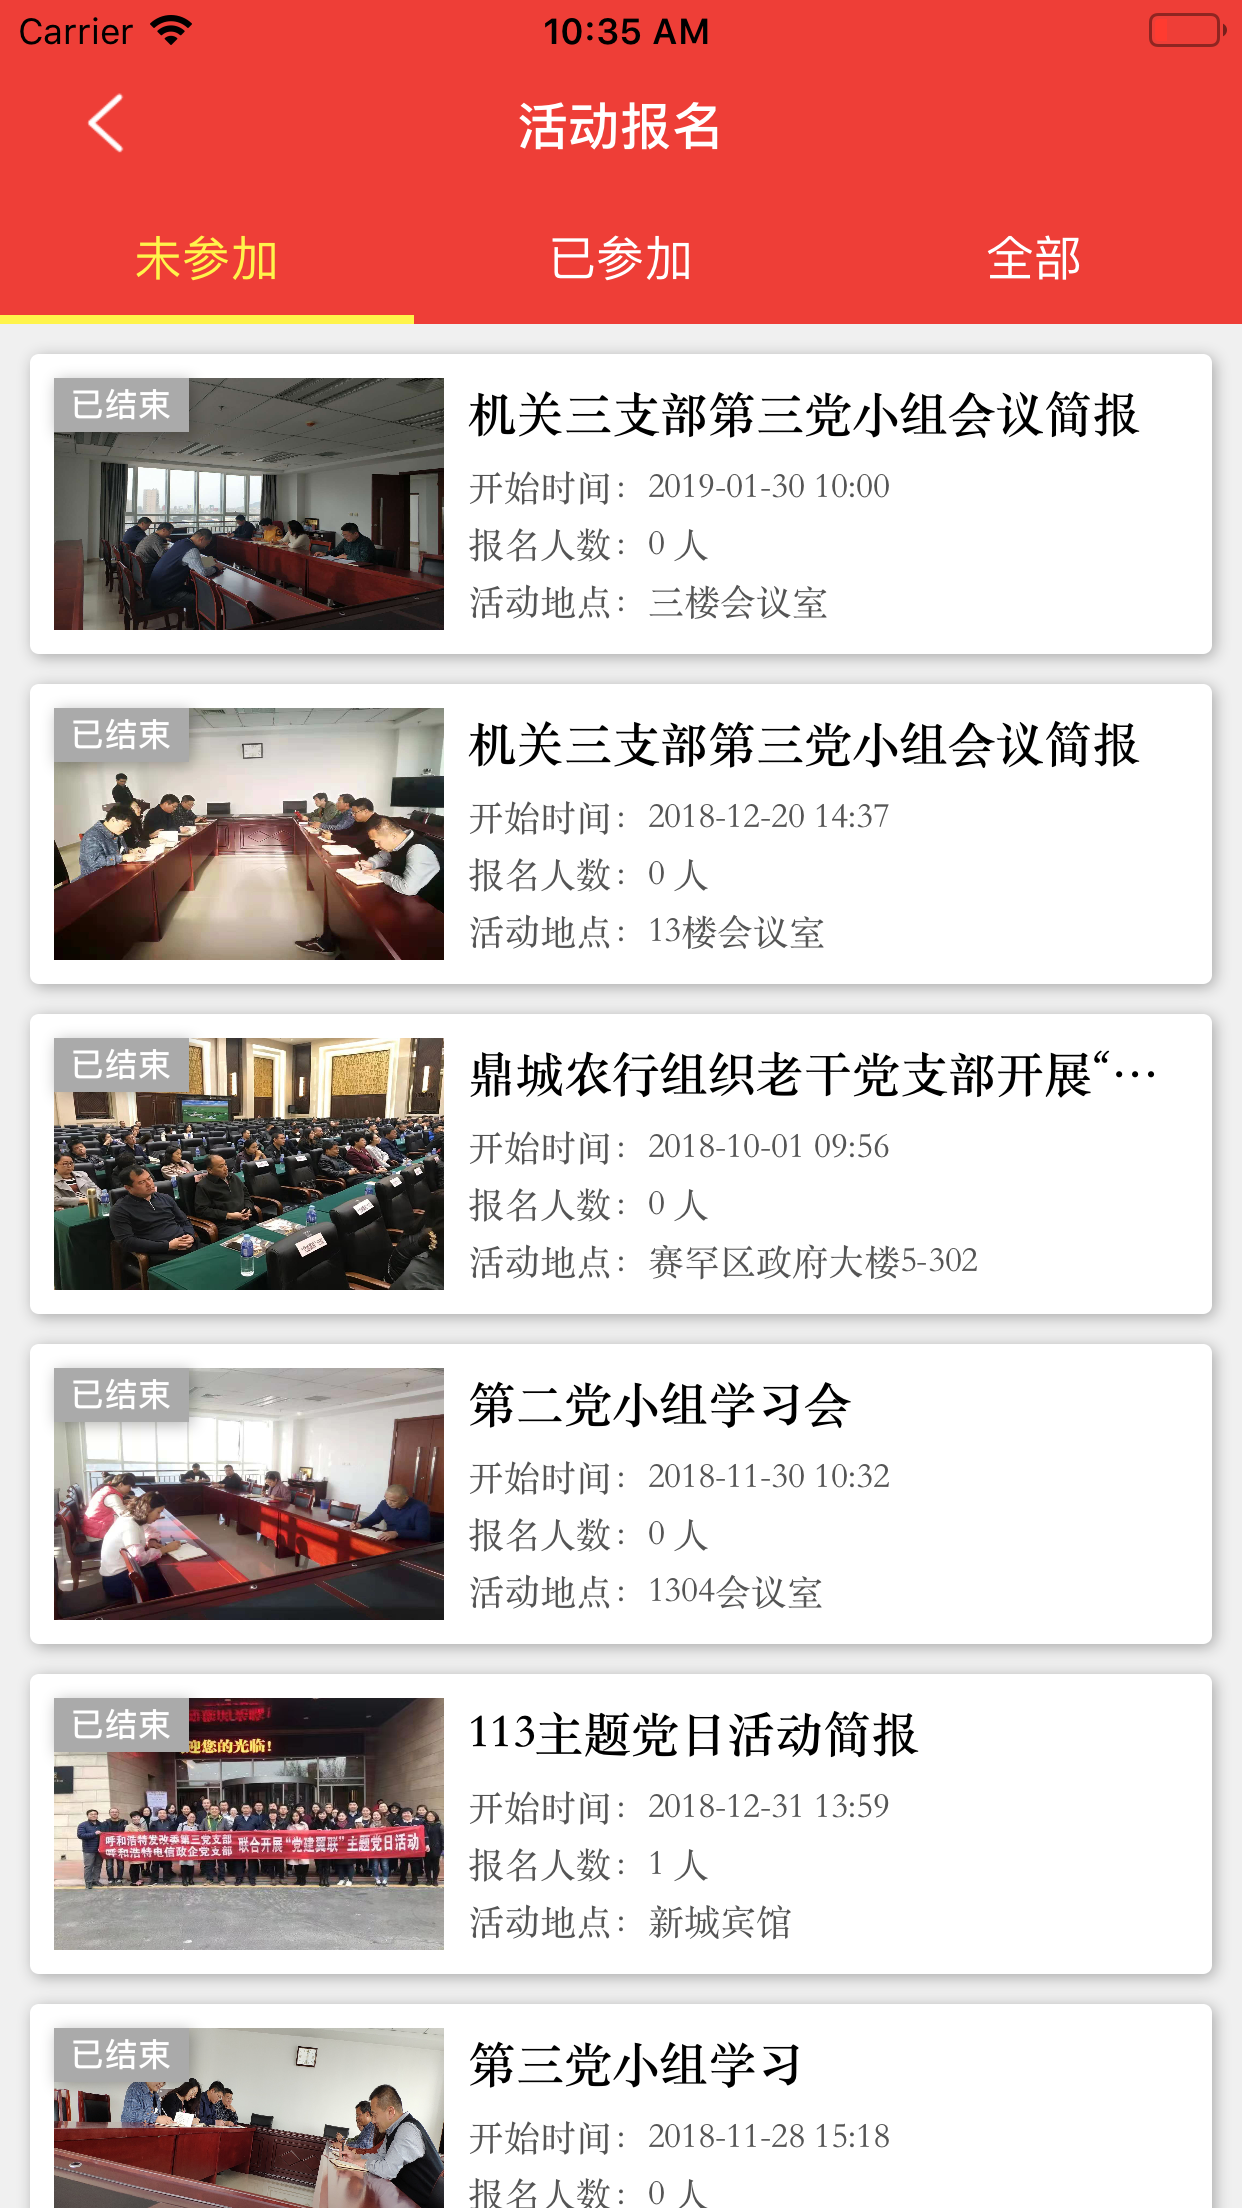 Carrier 10:35 AM
活动报名
未参加 已参加 全部
已结束
机关三支部第三党小组会议简报
开始时间：2019-01-30 10:00
报名人数：0 人
活动地点：三楼会议室
已结束
机关三支部第三党小组会议简报
开始时间：2018-12-20 14:37
报名人数：0 人
活动地点：13楼会议室
已结束
鼎城农行组织老干党支部开展“…
开始时间：2018-10-01 09:56
报名人数：0 人
活动地点：赛罕区政府大楼5-302
已结束
第二党小组学习会
开始时间：2018-11-30 10:32
报名人数：0 人
活动地点：1304会议室
已结束
迎您的光临!
呼和浩特发改委第三党支部
呼和浩特电信政企党支部
联合开展“党建翼联”主题党日活动
113主题党日活动简报
开始时间：2018-12-31 13:59
报名人数：1 人
活动地点：新城宾馆
已结束
第三党小组学习
开始时间：2018-11-28 15:18
报名人数：0 人